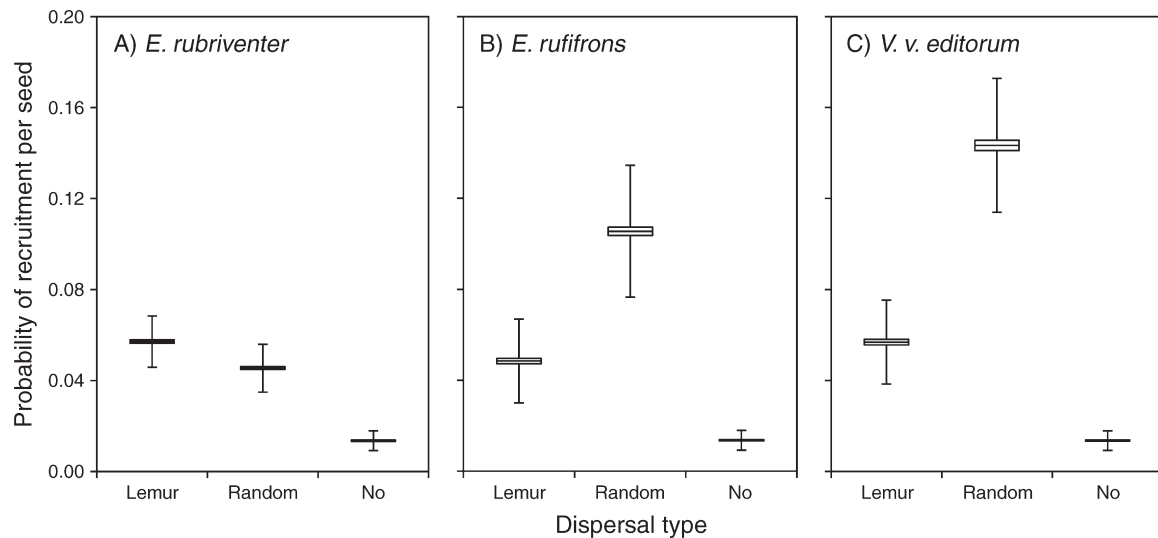 Probability of recruitment per seed
0.20
0.16
0.12
0.08
0.04
0.00
A) E. rubriventer
B) E. rufifrons
C) V. v. editorum
Lemur Random No
Lemur Random No
Lemur Random No
Dispersal type